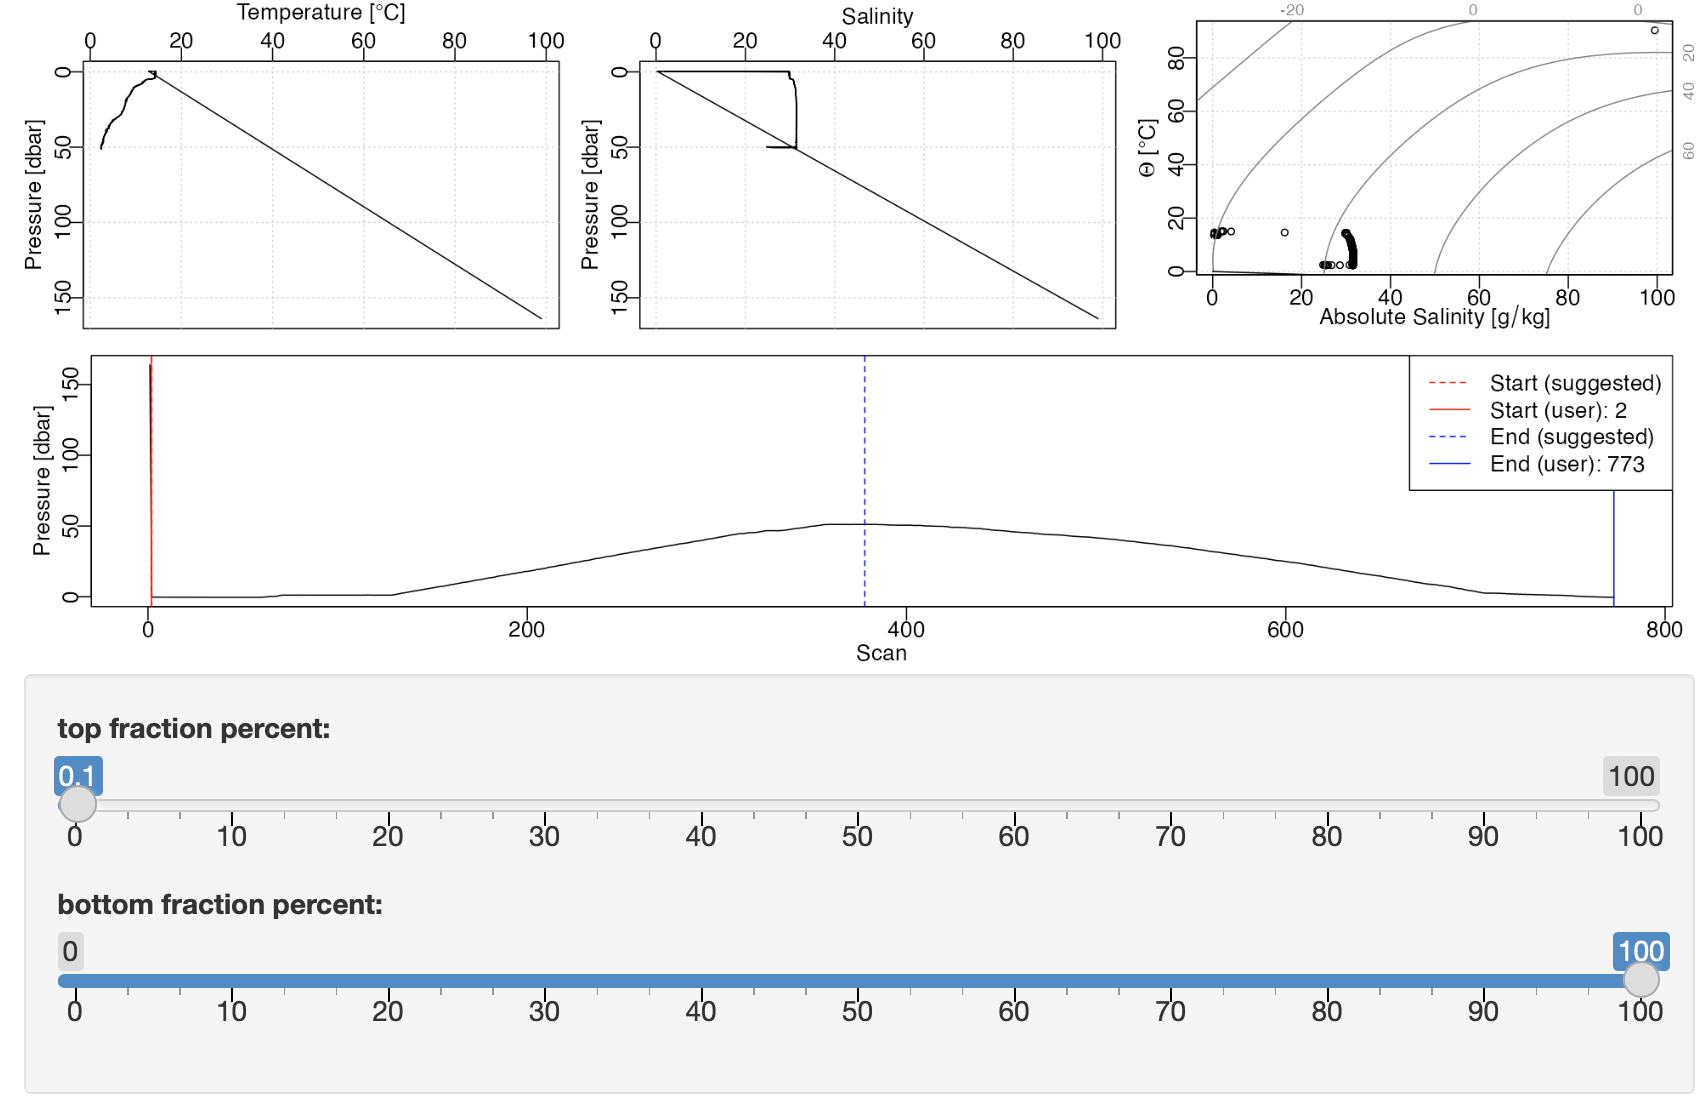 Temperature [°C]
0 20 40 60 80 100
Pressure [dbar]
0
50
100
150
Salinity
0 20 40 60 80 100
Pressure [dbar]
0
50
100
150
-20 0 0
20
40
60
Θ [°C]
80
60
40
20
0
0 20 40 60 80 100
Absolute Salinity [g/kg]
Pressure [dbar]
150
100
50
0
Start (suggested)
Start (user): 2
End (suggested)
End (user): 773
0 200 400 600 800
Scan
top fraction percent:
0.1 100
0 10 20 30 40 50 60 70 80 90 100
bottom fraction percent:
0 100
0 10 20 30 40 50 60 70 80 90 100